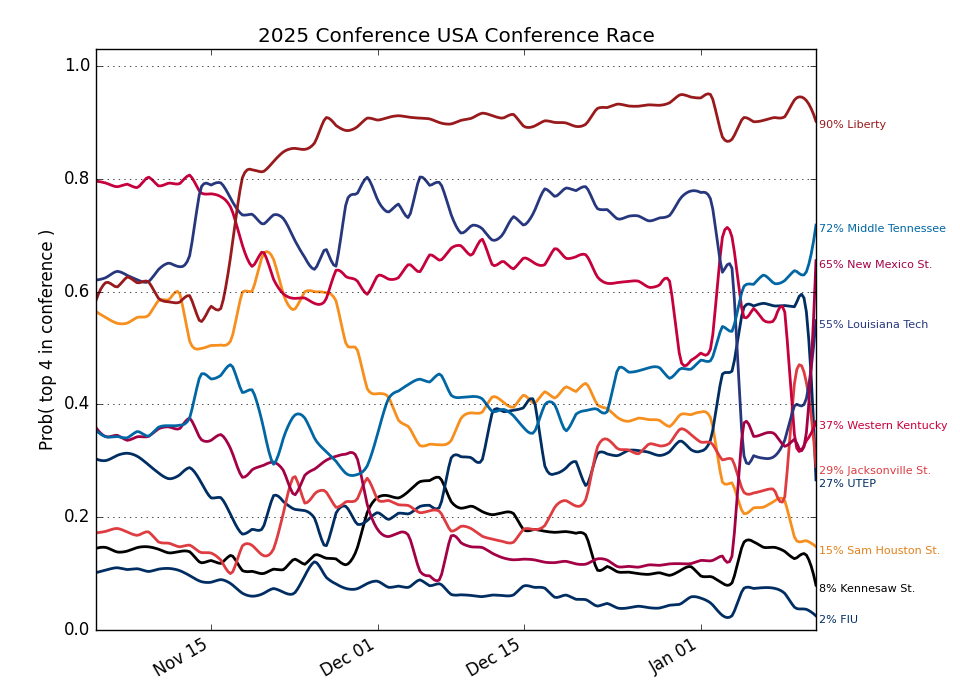 2025 Conference USA Conference Race
Prob( top 4 in conference )
1.0
0.8
0.6
0.4
0.2
0.0
Nov 15
Dec 01
Dec 15
Jan 01
90% Liberty
72% Middle Tennessee
65% New Mexico St.
55% Louisiana Tech
37% Western Kentucky
29% Jacksonville St.
27% UTEP
15% Sam Houston St.
8% Kennesaw St.
2% FIU